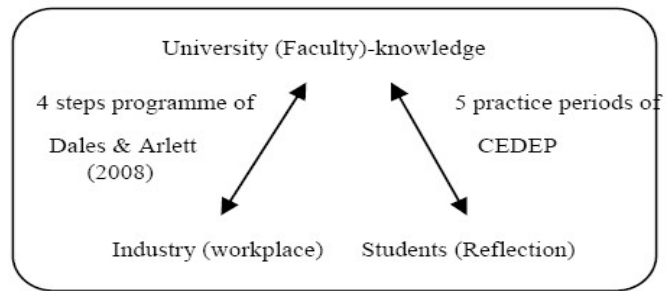 University (Faculty)-knowledge
4 steps programme of
Dales & Arlett
(2008)
5 practice periods of
CEDEP
Industry (workplace)
Students (Reflection)